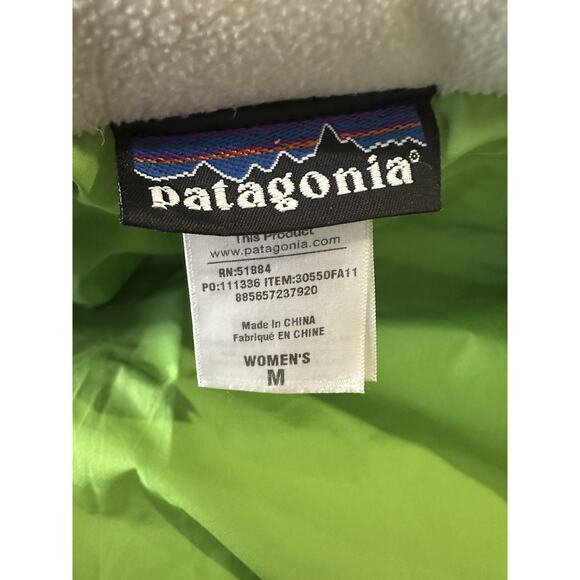 patagonia®
This Product
www.patagonia.com
RN:51884
PO:111336 ITEM:30550FA11
885657237920
Made In CHINA
Fabriqué EN CHINE
WOMEN'S
M